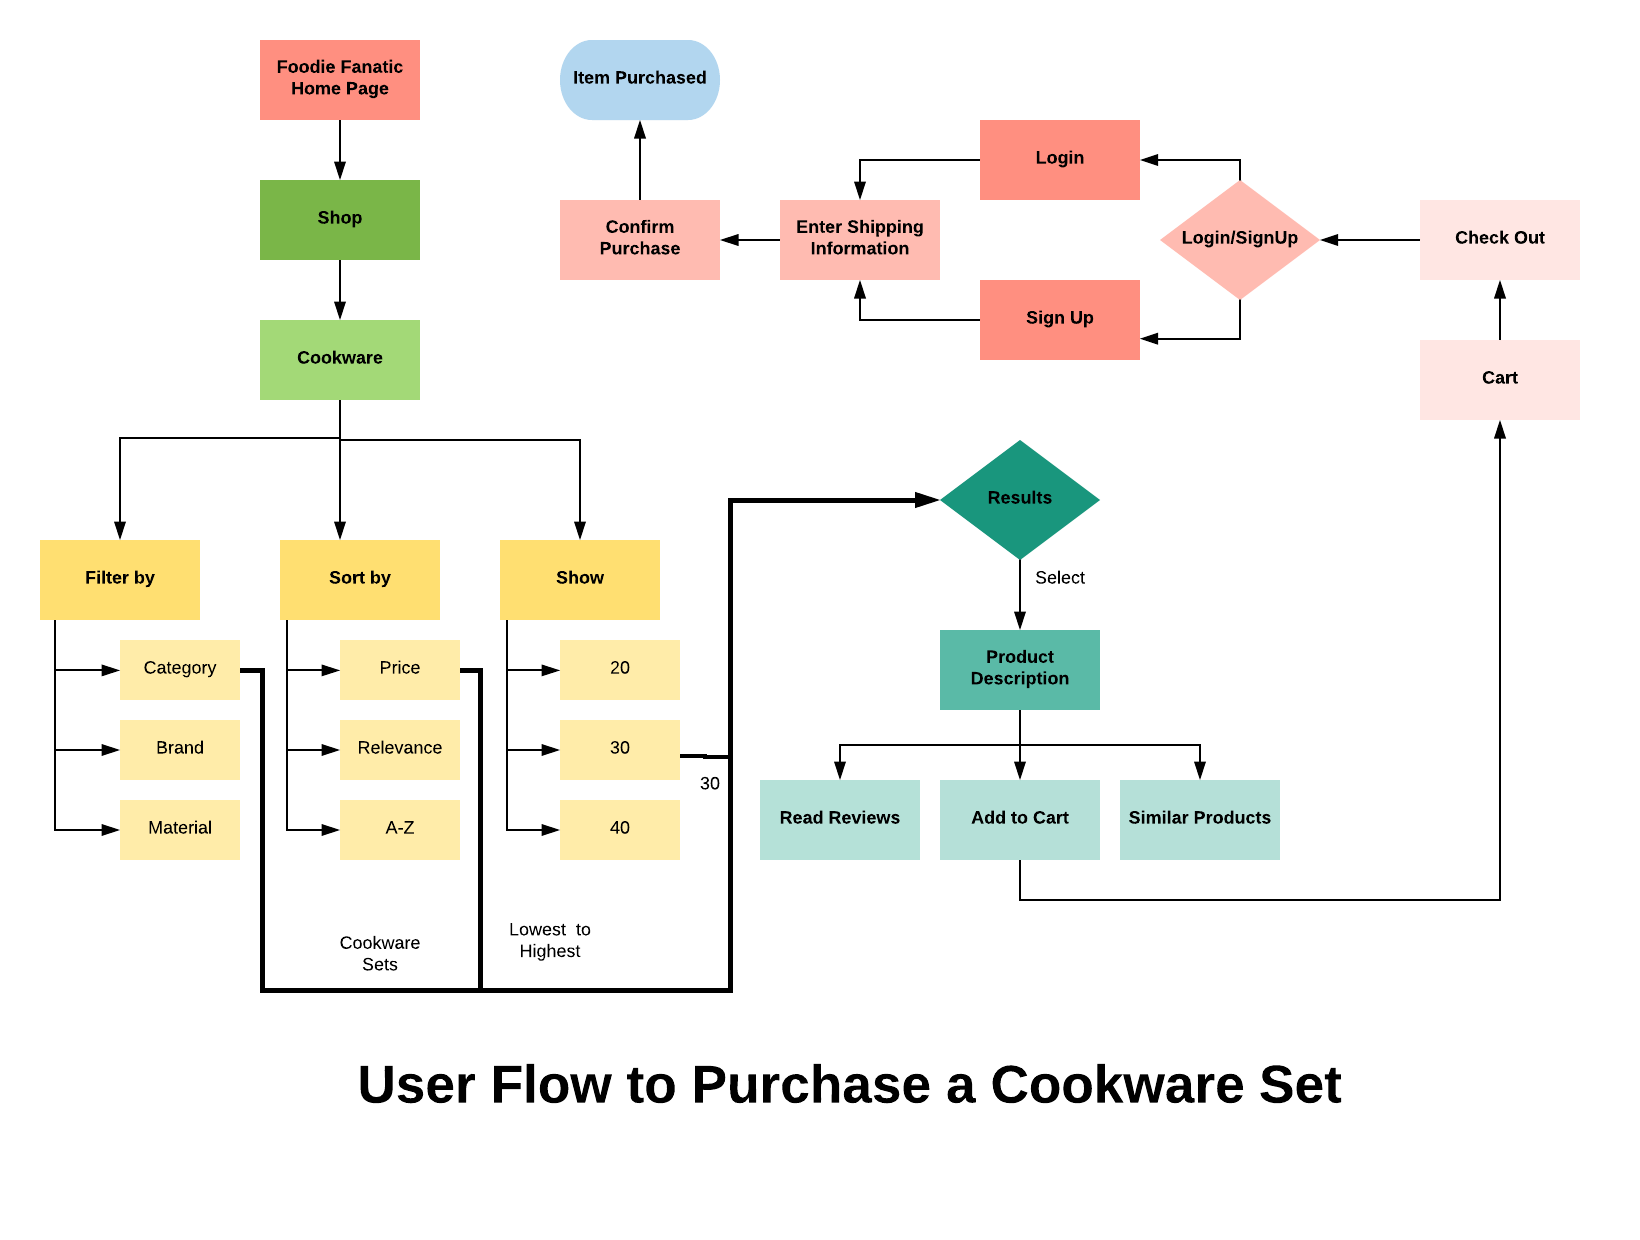 Foodie Fanatic
Home Page
Shop
Cookware
Filter by
Category
Brand
Material
Sort by
Price
Relevance
A-Z
Show
20
30
40
30
Cookware
Sets
Lowest to
Highest
Results
Select
Product
Description
Read Reviews
Add to Cart
Similar Products
Cart
Check Out
Login/SignUp
Login
Sign Up
Enter Shipping
Information
Confirm
Purchase
Item Purchased
User Flow to Purchase a Cookware Set